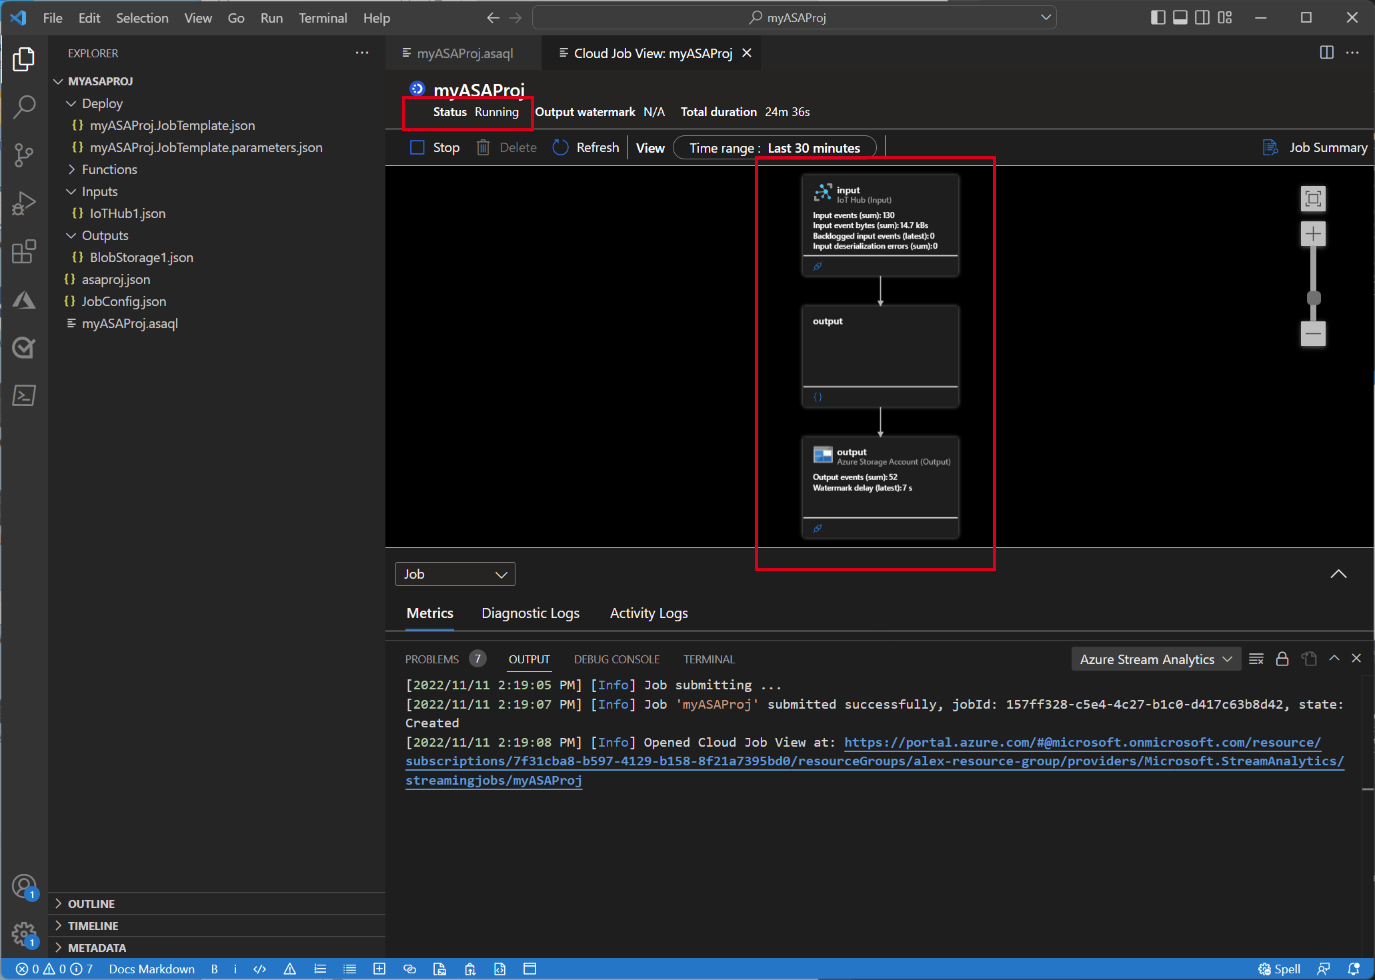 File Edit Selection View Go Run Terminal Help
myASAProj
EXPLORER
MYASAPROJ
Deploy
{} myASAProj.JobTemplate.json
{} myASAProj.JobTemplate.parameters.json
Functions
Inputs
{} IoTHub1.json
Outputs
{} BlobStorage1.json
{} asaproj.json
{} JobConfig.json
myASAProj.asaql
OUTLINE
TIMELINE
METADATA
1
1
myASAProj.asaql
Cloud Job View: myASAProj
myASAProj
Status Running Output watermark N/A Total duration 24m 36s
Stop Delete Refresh View Time range : Last 30 minutes Job Summary
input
IoT Hub (Input)
Input events (sum): 130
Input event bytes (sum): 14.7 kBs
Backlogged input events (latest): 0
Input deserialization errors (sum): 0
output
{}
output
Azure Storage Account (Output)
Output events (sum): 52
Watermark delay (latest): 7 s
Job
Metrics Diagnostic Logs Activity Logs
PROBLEMS 7 OUTPUT DEBUG CONSOLE TERMINAL Azure Stream Analytics
[2022/11/11 2:19:05 PM] [Info] Job submitting ...
[2022/11/11 2:19:07 PM] [Info] Job 'myASAProj' submitted successfully, jobId: 157ff328-c5e4-4c27-b1c0-d417c63b8d42, state:
Created
[2022/11/11 2:19:08 PM] [Info] Opened Cloud Job View at: https://portal.azure.com/#@microsoft.onmicrosoft.com/resource/
subscriptions/7f31cba8-b597-4129-b158-8f21a7395bd0/resourceGroups/alex-resource-group/providers/Microsoft.StreamAnalytics/
streamingjobs/myASAProj
0 0 7 Docs Markdown B i </> Spell